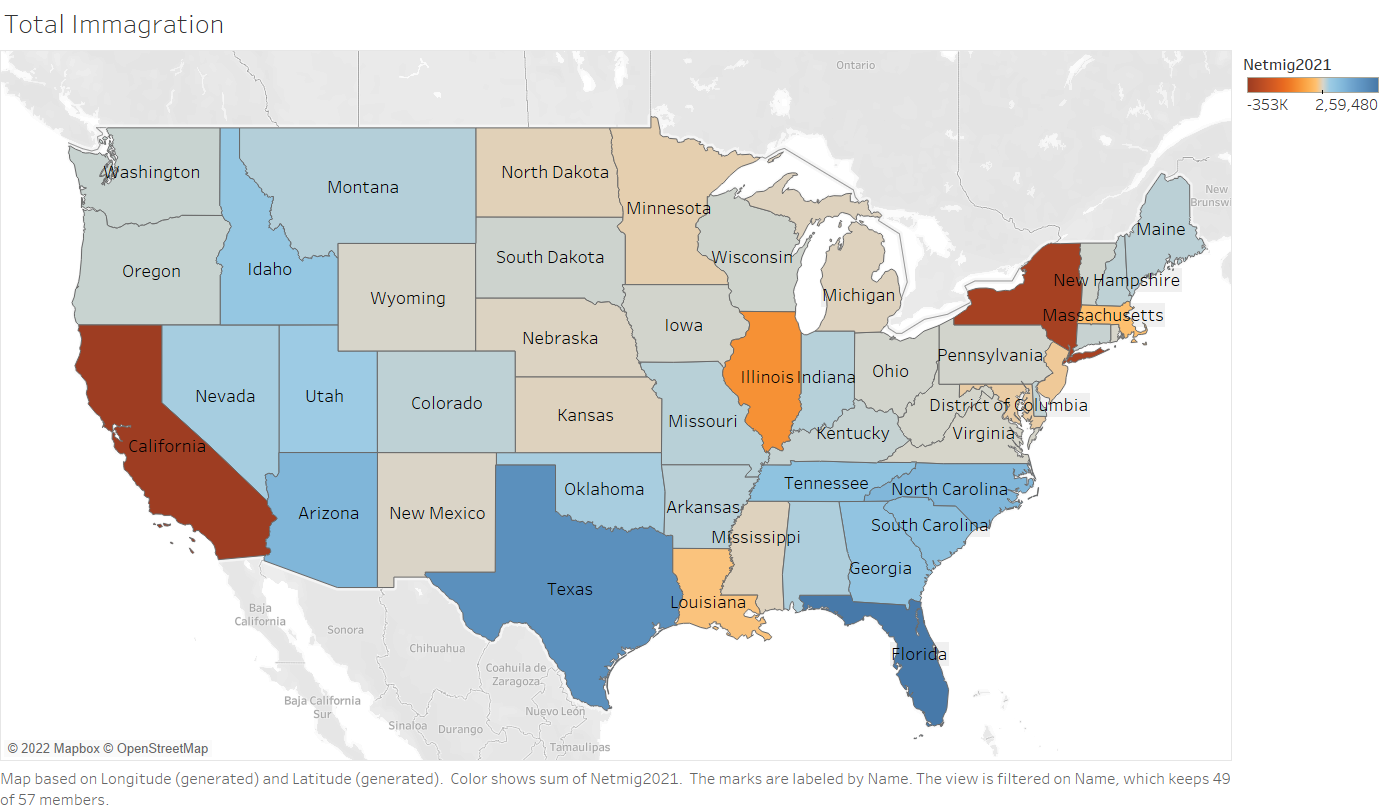 Total Immagration
Netmig2021
-353K 2,59,480
Ontario
New
Brunswi
Washington
Montana
North Dakota
Minnesota
Maine
Oregon
Idaho
South Dakota
Wisconsin
New Hampshire
Wyoming
Michigan
Massachusetts
Iowa
Nebraska
Pennsylvania
Illinois
Indiana
Ohio
Nevada
Utah
Colorado
District of Columbia
Kansas
Missouri
Kentucky
Virginia
California
Tennessee
North Carolina
Oklahoma
Arizona
New Mexico
Arkansas
South Carolina
Mississippi
Georgia
Texas
Louisiana
Florida
Baja
California
Sonora
Chihuahua
Coahuila de
Zaragoza
Baja California
Sur
Nuevo León
Sinaloa
Durango
Tamaulipas
© 2022 Mapbox © OpenStreetMap
Map based on Longitude (generated) and Latitude (generated).  Color shows sum of Netmig2021.  The marks are labeled by Name. The view is filtered on Name, which keeps 49
of 57 members.